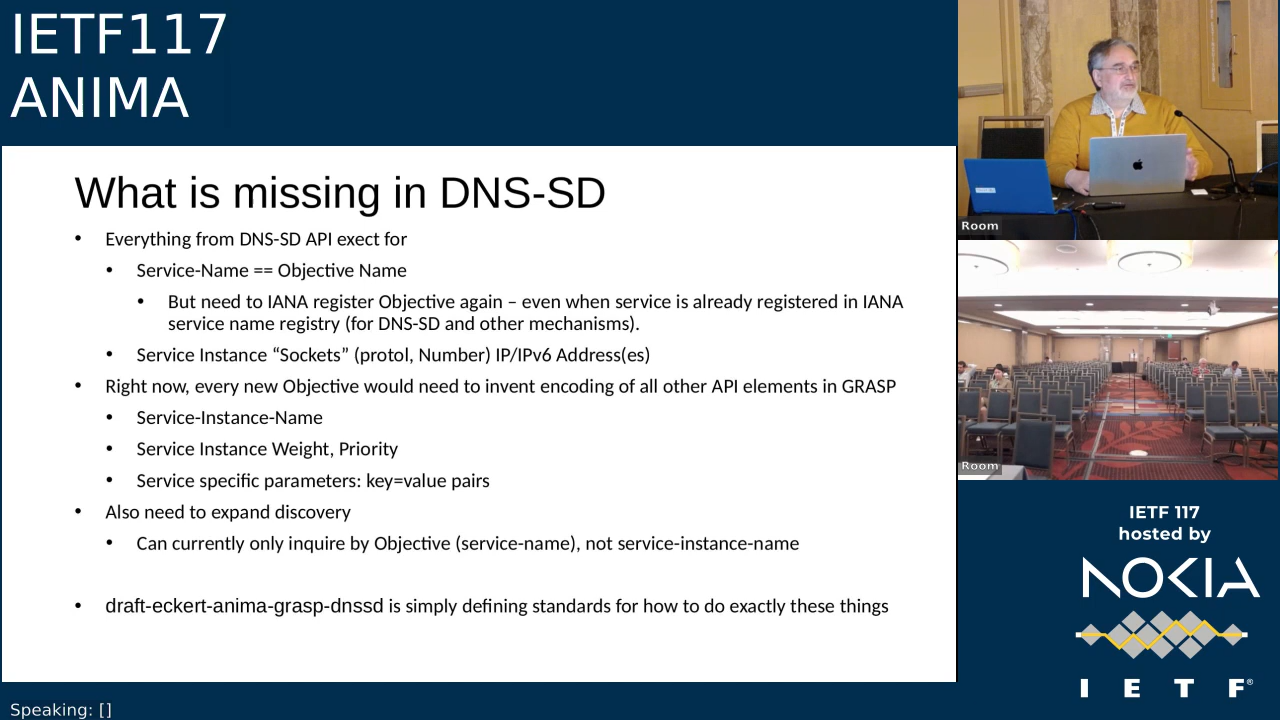 IETF117
ANIMA
What is missing in DNS-SD
• Everything from DNS-SD API exect for
• Service-Name == Objective Name
• But need to IANA register Objective again – even when service is already registered in IANA
service name registry (for DNS-SD and other mechanisms).
• Service Instance “Sockets” (protol, Number) IP/IPv6 Address(es)
• Right now, every new Objective would need to invent encoding of all other API elements in GRASP
• Service-Instance-Name
• Service Instance Weight, Priority
• Service specific parameters: key=value pairs
• Also need to expand discovery
• Can currently only inquire by Objective (service-name), not service-instance-name
• draft-eckert-anima-grasp-dnssd is simply defining standards for how to do exactly these things
Room
Room
IETF 117
hosted by
NOKIA
I E T F®
Speaking: []